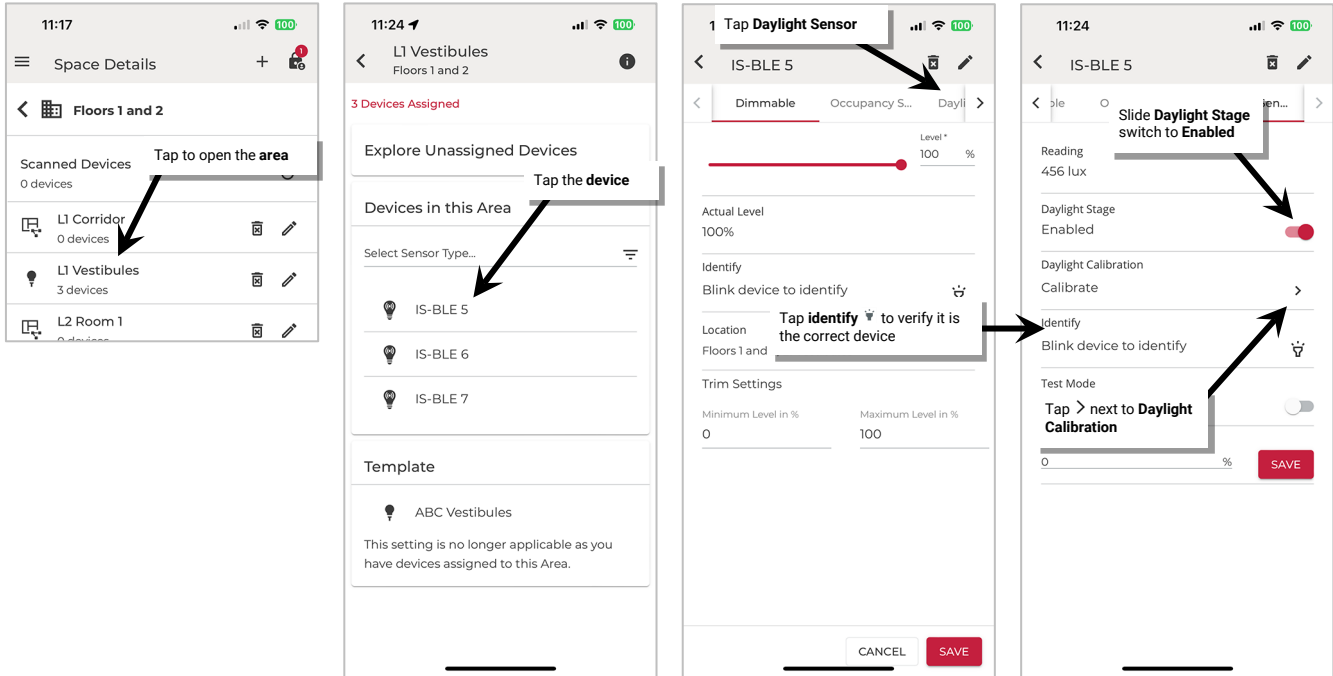 11:17
100
Space Details
1
Floors 1 and 2
Scanned Devices
0 devices
Tap to open the area
L1 Corridor
0 devices
L1 Vestibules
3 devices
L2 Room 1
0 devices
11:24
100
L1 Vestibules
Floors 1 and 2
3 Devices Assigned
Explore Unassigned Devices
Tap the device
Devices in this Area
Select Sensor Type...
IS-BLE 5
IS-BLE 6
IS-BLE 7
Template
ABC Vestibules
This setting is no longer applicable as you
have devices assigned to this Area.
Tap Daylight Sensor
100
IS-BLE 5
Dimmable
Occupancy S...
Dayli
Level *
100 %
Actual Level
100%
Identify
Blink device to identify
Tap identify to verify it is
the correct device
Location
Floors 1 and
Trim Settings
Minimum Level in %
0
Maximum Level in %
100
CANCEL
SAVE
11:24
100
IS-BLE 5
Slide Daylight Stage
switch to Enabled
Reading
456 lux
Daylight Stage
Enabled
Daylight Calibration
Calibrate
Identify
Blink device to identify
Test Mode
Tap > next to Daylight
Calibration
0 %
SAVE